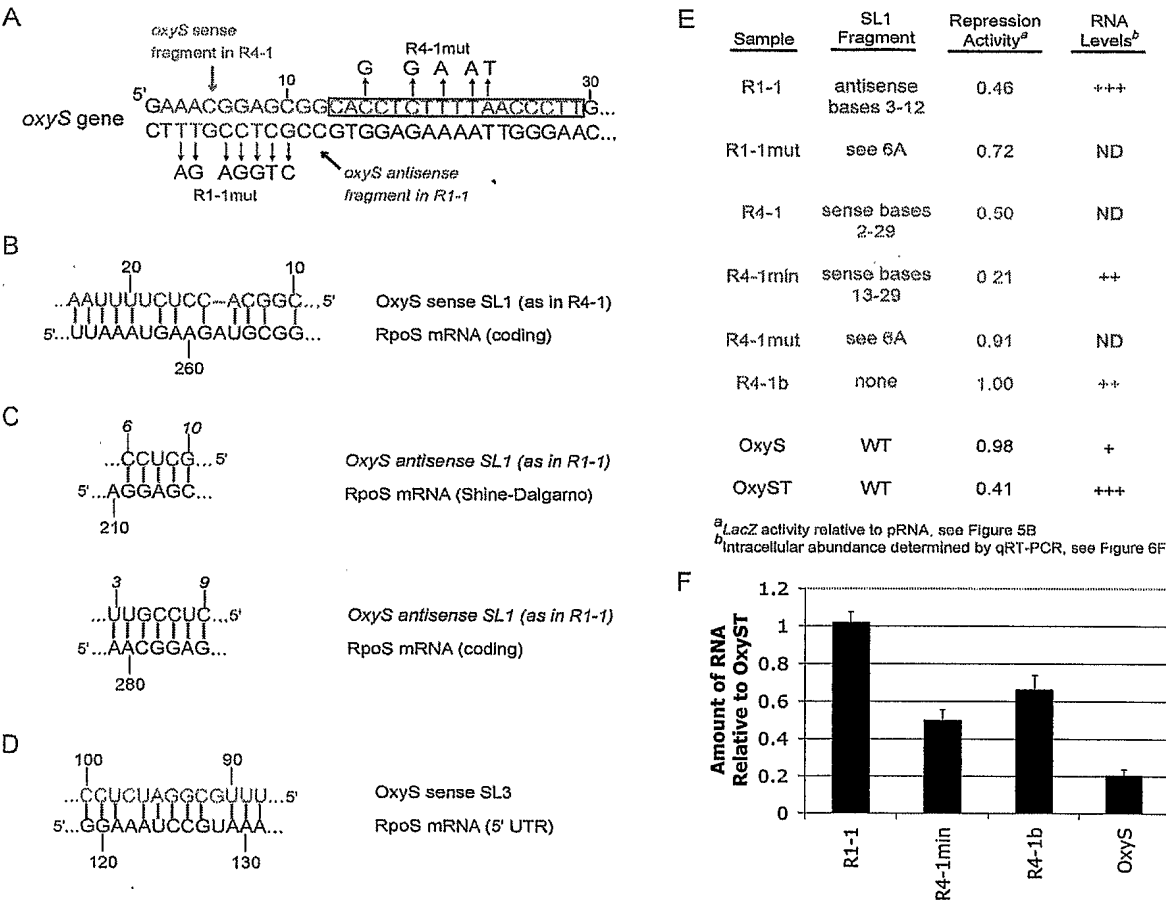 A
oxyS sense
fragment in R4-1
R4-1mut
G G A A T
10 30
5' GAAACGGAGCGGCACCTCTTTTAACCCTTG...
oxyS gene
CTTTGCCTCGCCGTGGAGAAAATTGGGAAC...
AG AGGTC
R1-1mut
oxyS antisense
fragment in R1-1
B
20 10
..AAUUUUCUCC--ACGGC...5'
OxyS sense SL1 (as in R4-1)
5'...UUAAAUGAAGAUGCGG...
RpoS mRNA (coding)
260
C
6 10
...CCUCG...5'
OxyS antisense SL1 (as in R1-1)
5'...AGGAGC...
RpoS mRNA (Shine-Dalgarno)
210
3 9
...UUGCCUC...5'
OxyS antisense SL1 (as in R1-1)
5'...AACGGAG...
RpoS mRNA (coding)
280
D
100 90
...CCUCUAGGCGUUU...5'
OxyS sense SL3
5'...GGAAAUCCGUAAA...
RpoS mRNA (5' UTR)
120 130
E
Sample SL1 Fragment Repression Activitya RNA Levelsb
R1-1 antisense bases 3-12 0.46 +++
R1-1mut see 6A 0.72 ND
R4-1 sense bases 2-29 0.50 ND
R4-1min sense bases 13-29 0.21 ++
R4-1mut see 6A 0.91 ND
R4-1b none 1.00 ++
OxyS WT 0.98 +
OxyST WT 0.41 +++
aLacZ activity relative to pRNA, see Figure 5B
bIntracellular abundance determined by qRT-PCR, see Figure 6F
F
Amount of RNA
Relative to OxyST
1.2
1
0.8
0.6
0.4
0.2
0
R1-1
R4-1min
R4-1b
OxyS